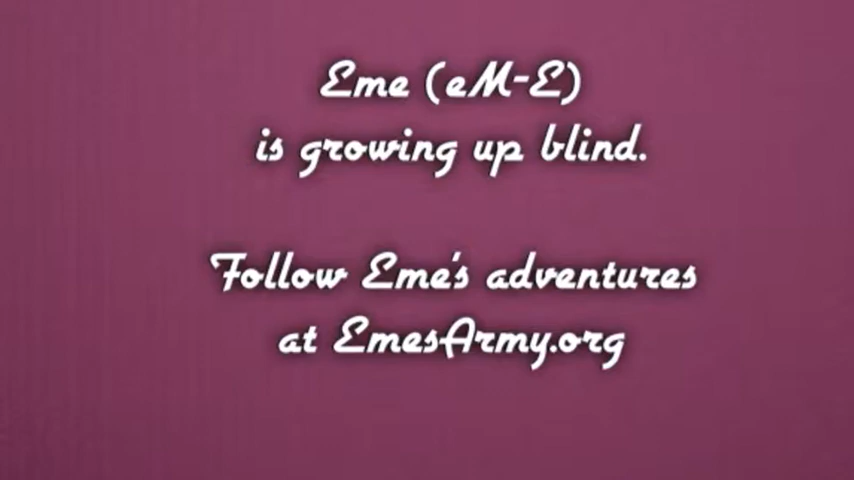 Eme (eM-E)
is growing up blind.
Follow Eme's adventures
at EmesArmy.org